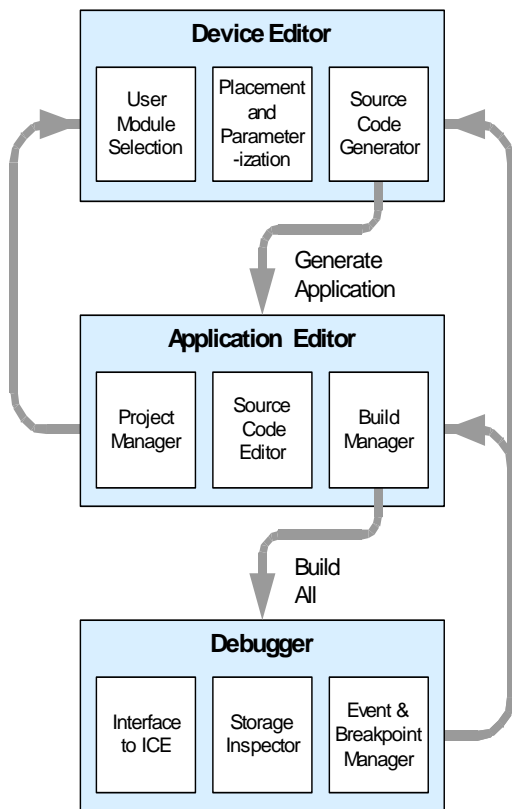 Device Editor
User
Module
Selection
Placement
and
Parameter
-ization
Source
Code
Generator
Generate
Application
Application Editor
Project
Manager
Source
Code
Editor
Build
Manager
Build
All
Debugger
Interface
to ICE
Storage
Inspector
Event &
Breakpoint
Manager